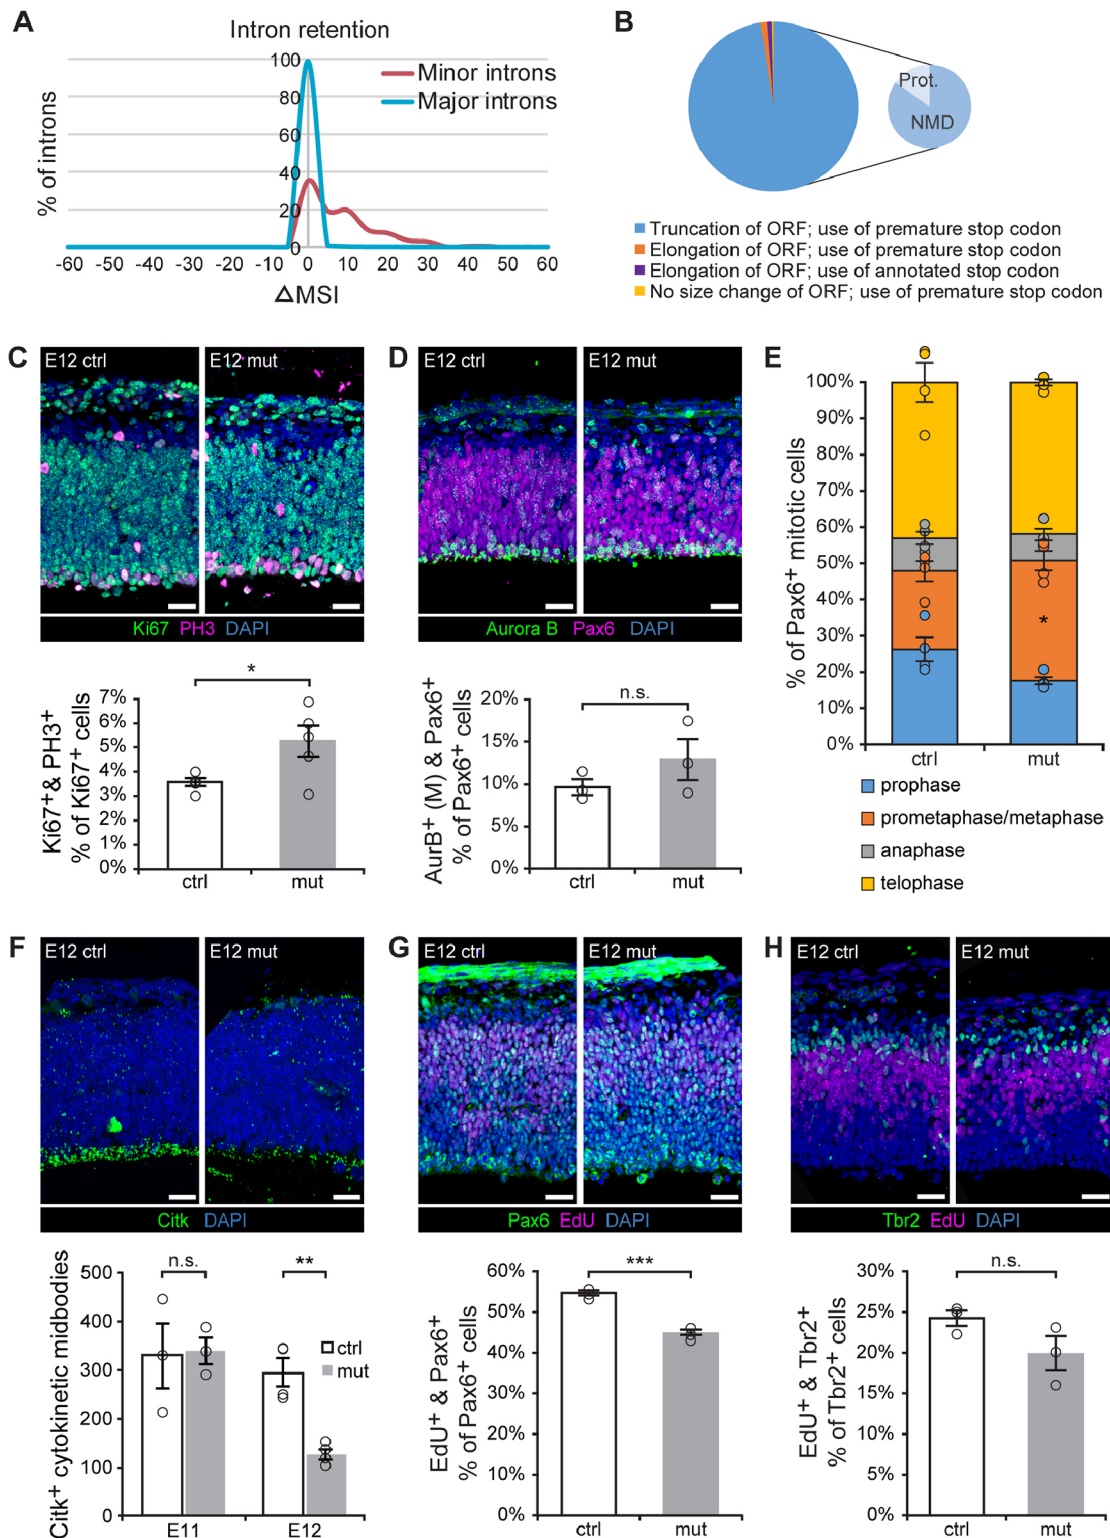 A
Intron retention
% of intons
100
80
60
40
20
0
Minor introns
Major introns
-60 -50 -40 -30 -20 -10 0 10 20 30 40 50 60
ΔMSI
B
Prot.
NMD
Truncation of ORF; use of premature stop codon
Elongation of ORF; use of premature stop codon
Elongation of ORF; use of annotated stop codon
No size change of ORF; use of premature stop codon
C
E12 ctrl
E12 mut
Ki67 PH3 DAPI
Ki67⁺& PH3⁺
% of Ki67⁺ cells
7%
6%
5%
4%
3%
2%
1%
0%
*
ctrl mut
D
E12 ctrl
E12 mut
Aurora B Pax6 DAPI
AurB⁺ (M) & Pax6⁺
% of Pax6⁺ cells
20%
15%
10%
5%
0%
n.s.
ctrl mut
E
% of Pax6⁺ mitotic cells
100%
90%
80%
70%
60%
50%
40%
30%
20%
10%
0%
*
ctrl mut
prophase
prometaphase/metaphase
anaphase
telophase
F
E12 ctrl
E12 mut
Citk DAPI
Citk⁺ cytokinetic midbodies
500
400
300
200
100
0
n.s.
**
ctrl
mut
E11 E12
G
E12 ctrl
E12 mut
Pax6 EdU DAPI
EdU⁺ & Pax6⁺
% of Pax6⁺ cells
60%
50%
40%
30%
20%
10%
0%
***
ctrl mut
H
E12 ctrl
E12 mut
Tbr2 EdU DAPI
EdU⁺ & Tbr2⁺
% of Tbr2⁺ cells
30%
25%
20%
15%
10%
5%
0%
n.s.
ctrl mut